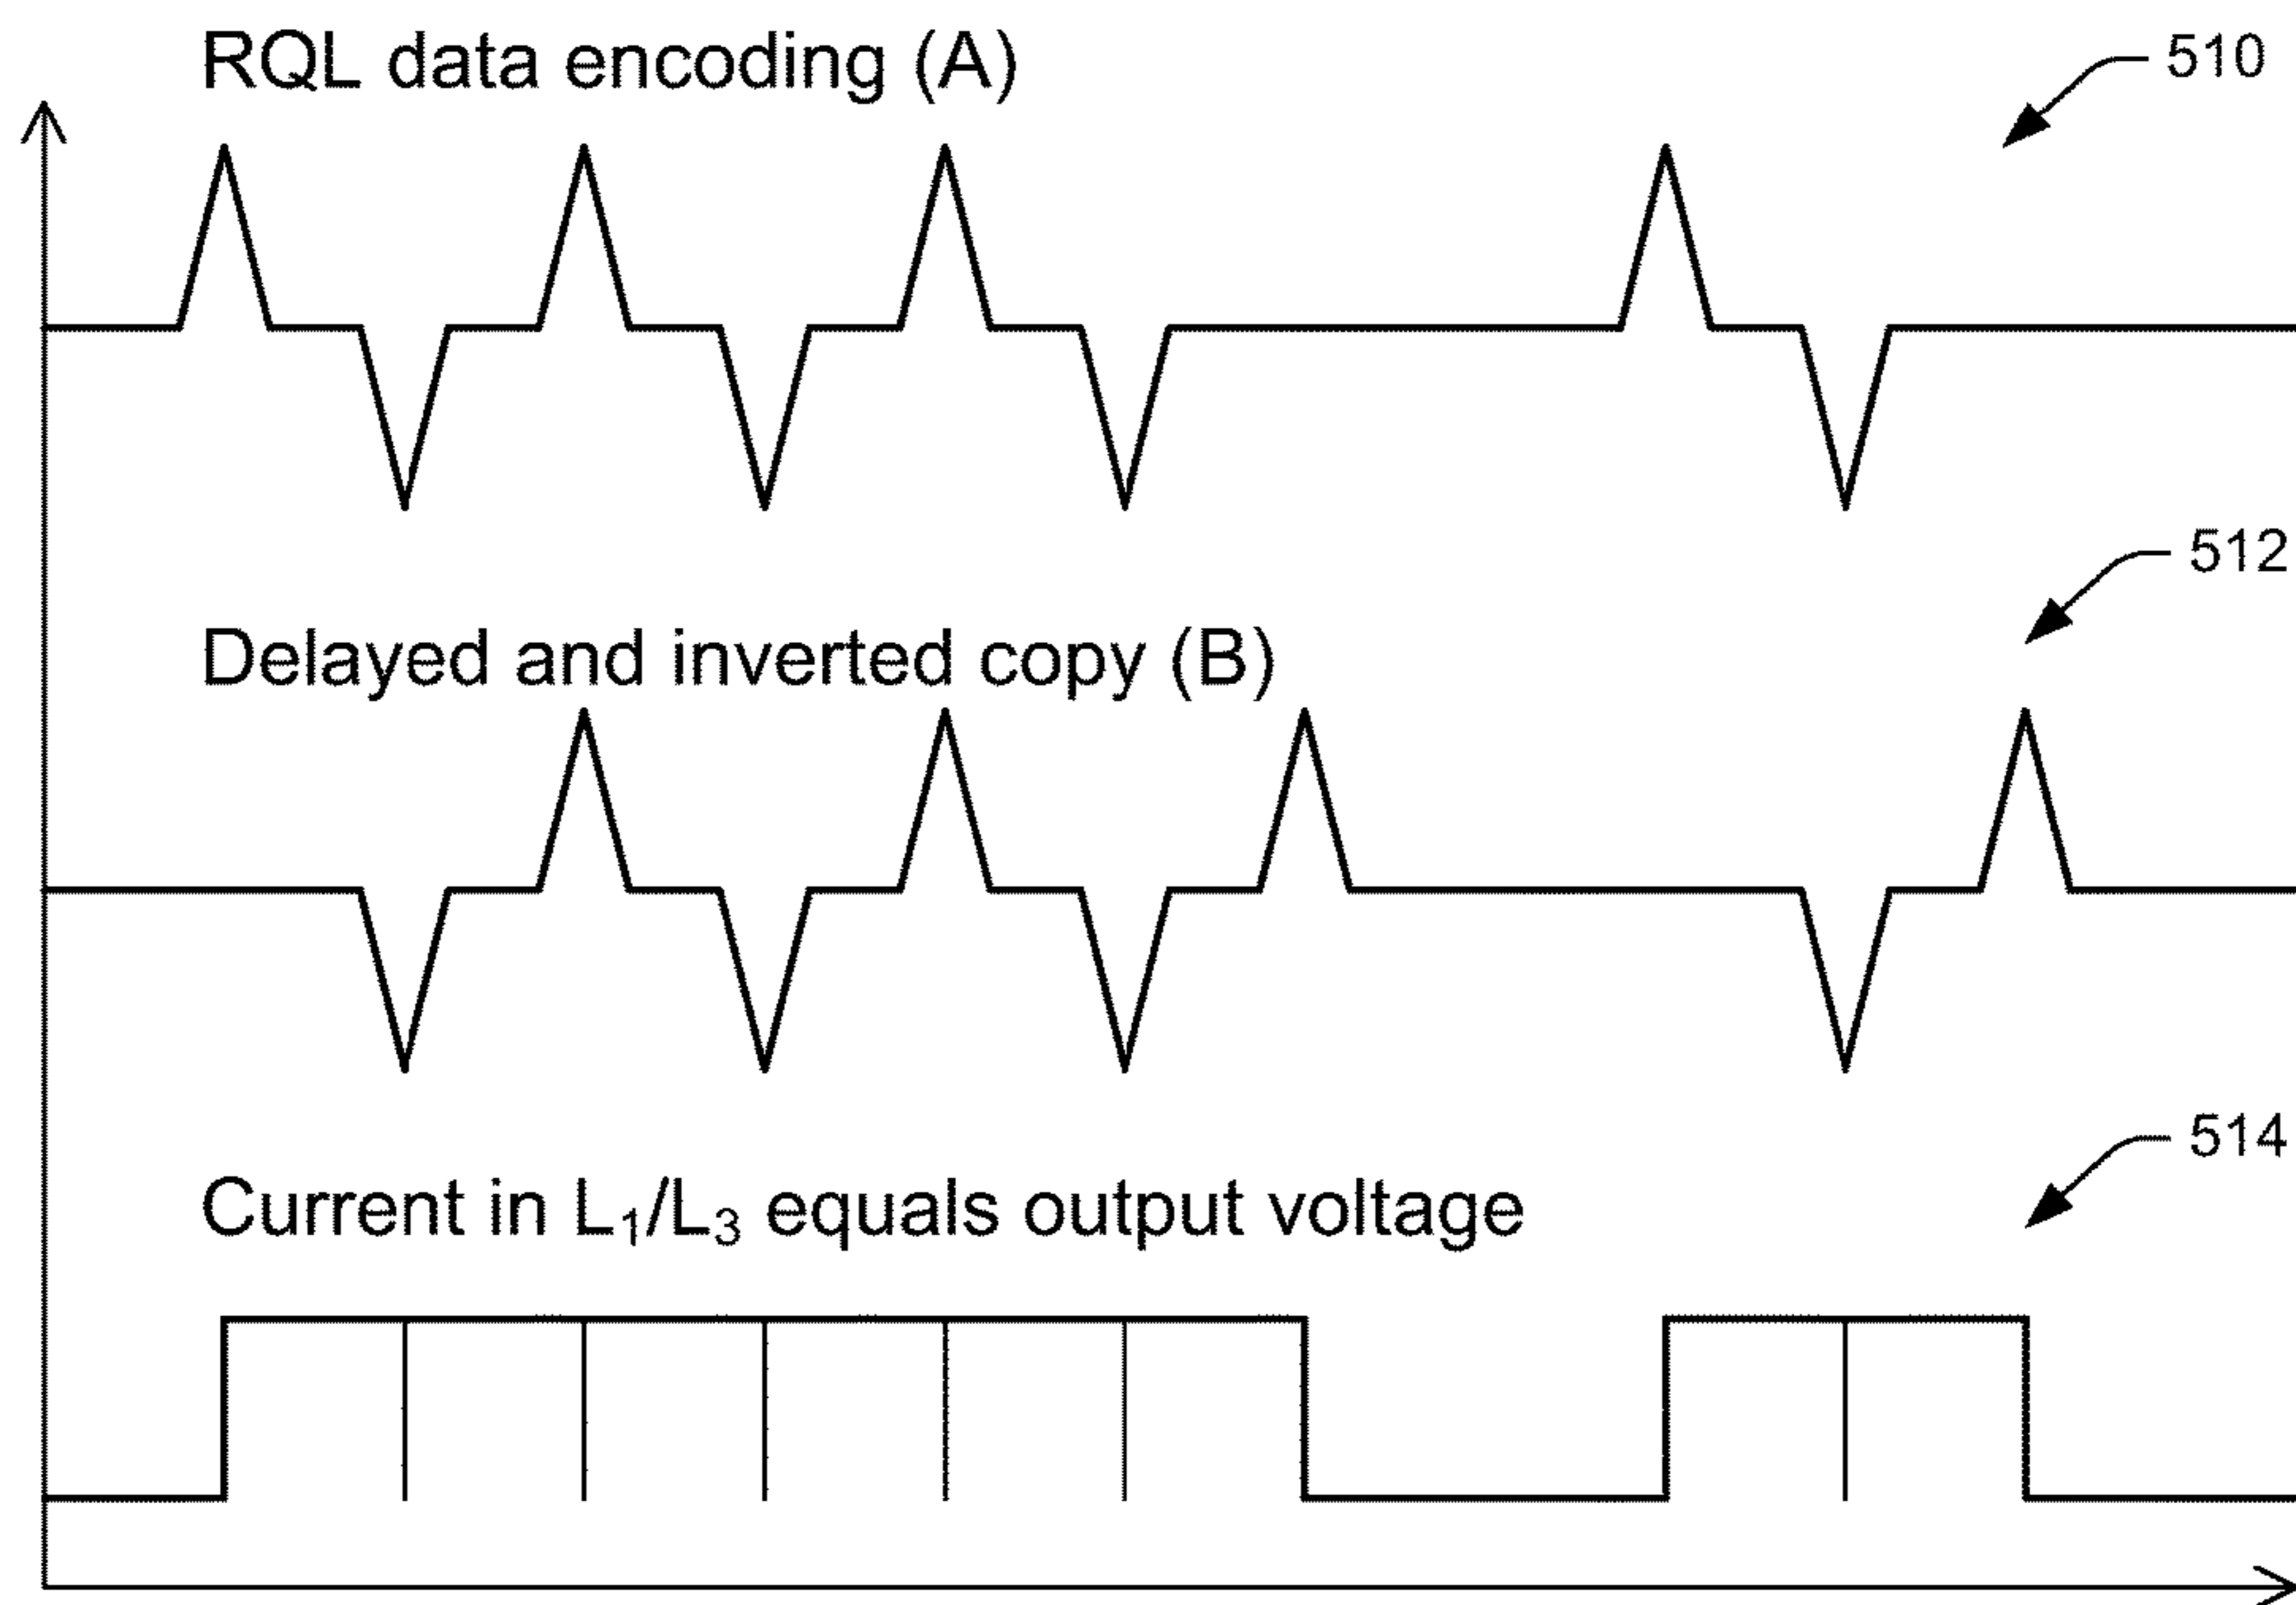 RQL data encoding (A)
510
512
Delayed and inverted copy (B)
514
Current in L₁/L₃ equals output voltage